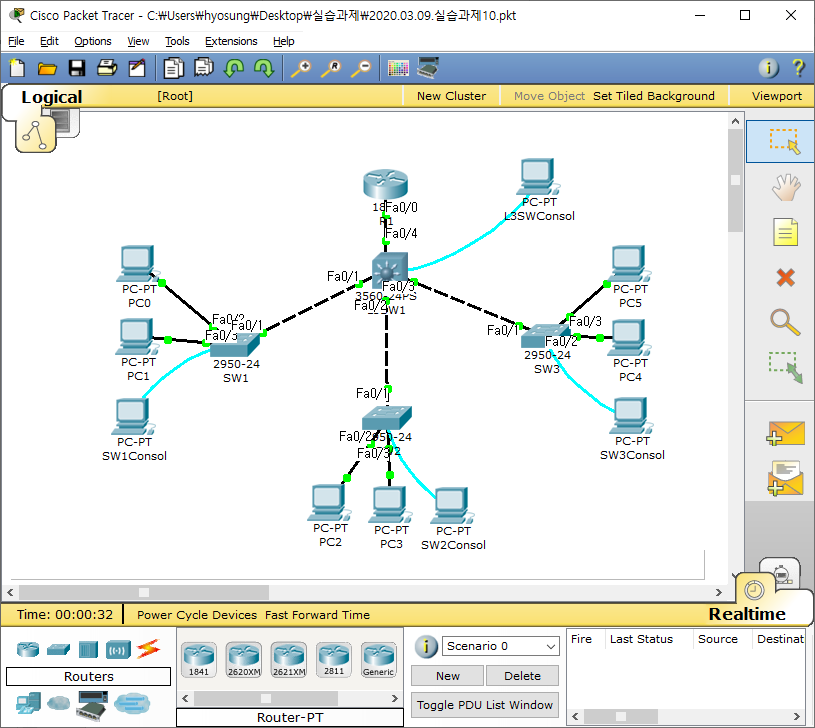 Cisco Packet Tracer - C:₩Users₩hyosung₩Desktop₩실습과제₩2020.03.09.실습과제10.pkt
File Edit Options View Tools Extensions Help
Logical [Root] New Cluster Move Object Set Tiled Background Viewport
Fa0/0
R1
Fa0/4
PC-PT
L3SWConsol
PC-PT
PC0
Fa0/1
Fa0/3
3560-24PS
Fa0/2
SW1
PC-PT
PC5
Fa0/2
Fa0/1
Fa0/3
Fa0/1
Fa0/3
Fa0/2
PC-PT
PC1
2950-24
SW1
2950-24
SW3
PC-PT
PC4
Fa0/1
PC-PT
SW1Consol
Fa0/2
Fa0/3
PC-PT
SW3Consol
PC-PT
PC2
PC-PT
PC3
PC-PT
SW2Consol
Time: 00:00:32 Power Cycle Devices Fast Forward Time Realtime
Routers
1841 2620XM 2621XM 2811 Generic
Router-PT
Scenario 0
New Delete
Toggle PDU List Window
Fire Last Status Source Destinat